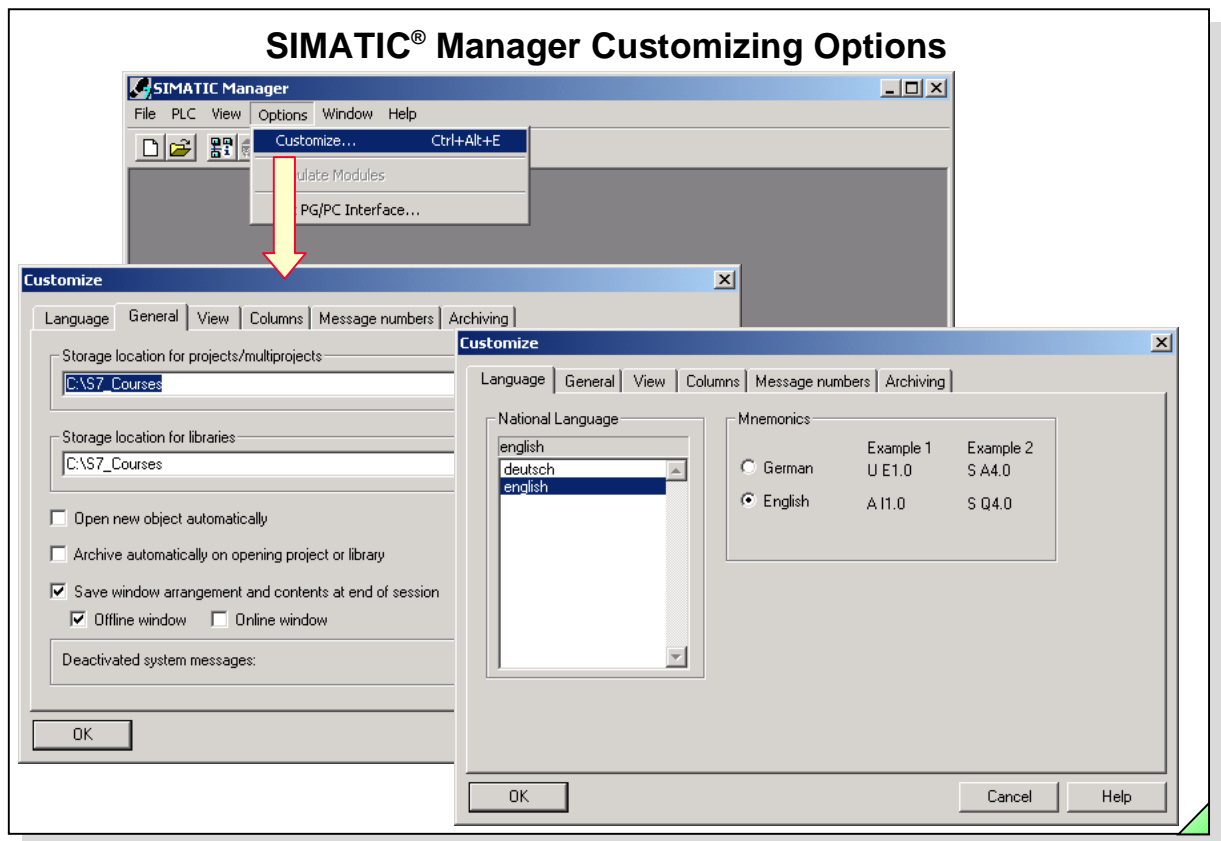 SIMATIC® Manager Customizing Options
SIMATIC Manager
File PLC View Options Window Help
Customize... Ctrl+Alt+E
Modules
PG/PC Interface...
Customize
Language General View Columns Message numbers Archiving
Storage location for projects/multiprojects
C:\S7_Courses
Storage location for libraries
C:\S7_Courses
Open new object automatically
Archive automatically on opening project or library
Save window arrangement and contents at end of session
Offline window Online window
Deactivated system messages:
OK
Customize
Language General View Columns Message numbers Archiving
National Language
english
deutsch
english
Mnemonics
Example 1 Example 2
German U E1.0 S A4.0
English A I1.0 S Q4.0
OK Cancel Help